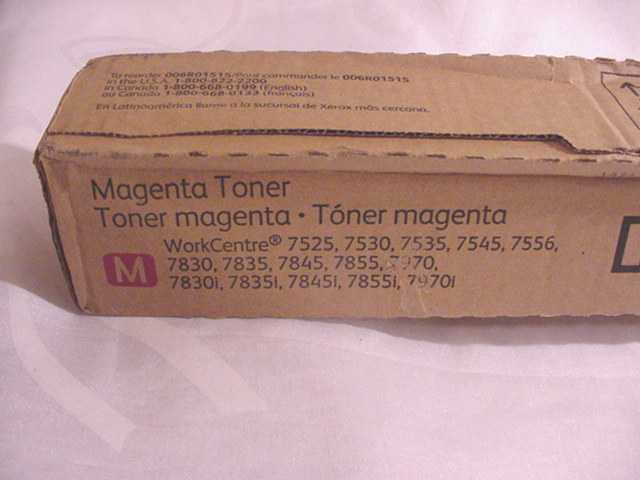 To reorder 006R01515/Pour commander le 006R01515
in the U.S.A. 1-800-822-2200
in Canada 1-800-668-0199 (English)
au Canada 1-800-668-0133 (français)
En Latinoamérica llame a la sucursal de Xerox más cercana.
Magenta Toner
Toner magenta • Tóner magenta
M
WorkCentre® 7525, 7530, 7535, 7545, 7556,
7830, 7835, 7845, 7855, 7970,
7830i, 7835i, 7845i, 7855i, 7970i